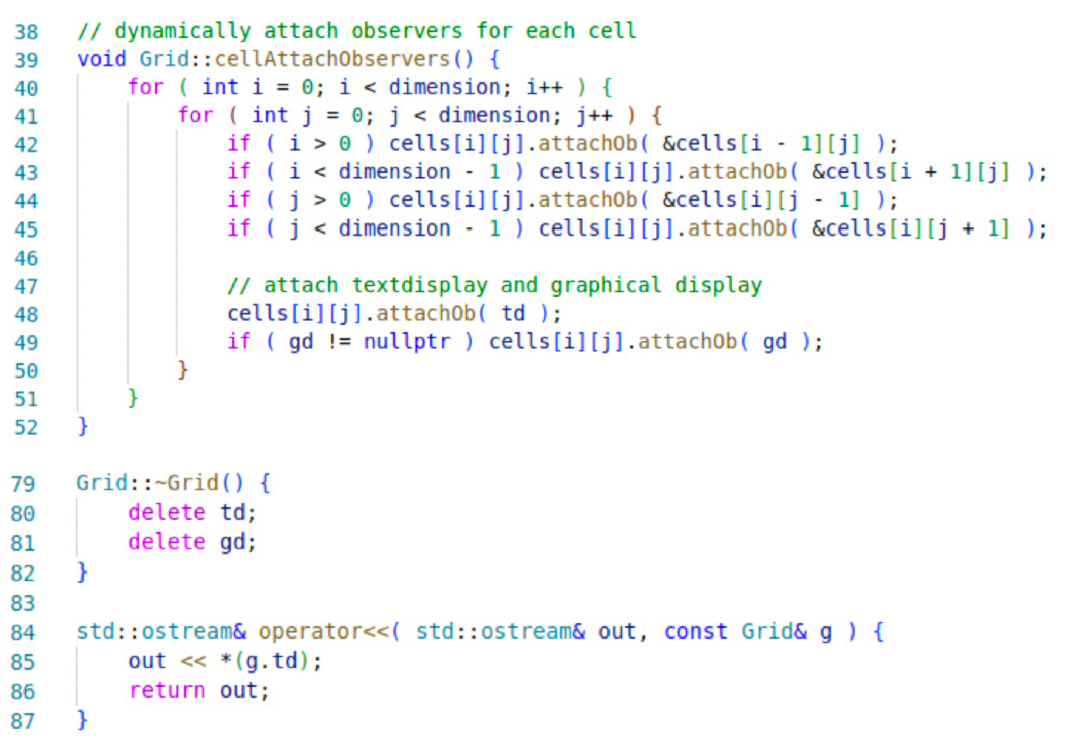 38 // dynamically attach observers for each cell
39 void Grid::cellAttachObservers() {
40 for ( int i = 0; i < dimension; i++ ) {
41 for ( int j = 0; j < dimension; j++ ) {
42 if ( i > 0 ) cells[i][j].attachOb( &cells[i - 1][j] );
43 if ( i < dimension - 1 ) cells[i][j].attachOb( &cells[i + 1][j] );
44 if ( j > 0 ) cells[i][j].attachOb( &cells[i][j - 1] );
45 if ( j < dimension - 1 ) cells[i][j].attachOb( &cells[i][j + 1] );
46
47 // attach textdisplay and graphical display
48 cells[i][j].attachOb( td );
49 if ( gd != nullptr ) cells[i][j].attachOb( gd );
50 }
51 }
52 }
79 Grid::~Grid() {
80 delete td;
81 delete gd;
82 }
83
84 std::ostream& operator<<( std::ostream& out, const Grid& g ) {
85 out << *(g.td);
86 return out;
87 }